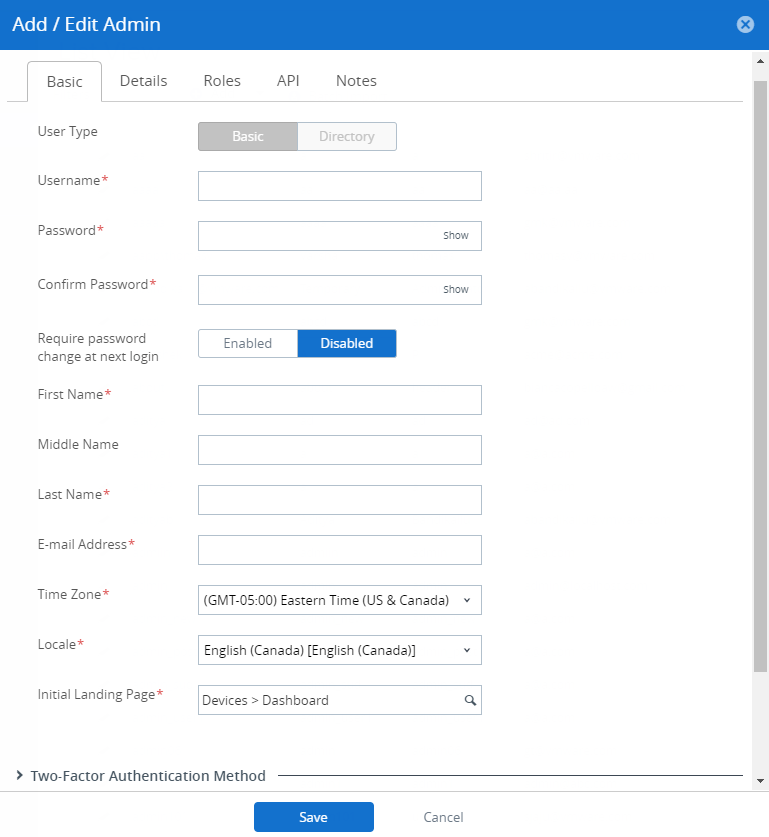 Add / Edit Admin
Basic
Details
Roles
API
Notes
User Type
Basic
Directory
Username*
Password*
Show
Confirm Password*
Show
Require password
change at next login
Enabled
Disabled
First Name*
Middle Name
Last Name*
E-mail Address*
Time Zone*
(GMT-05:00) Eastern Time (US & Canada)
Locale*
English (Canada) [English (Canada)]
Initial Landing Page*
Devices > Dashboard
Two-Factor Authentication Method
Save
Cancel